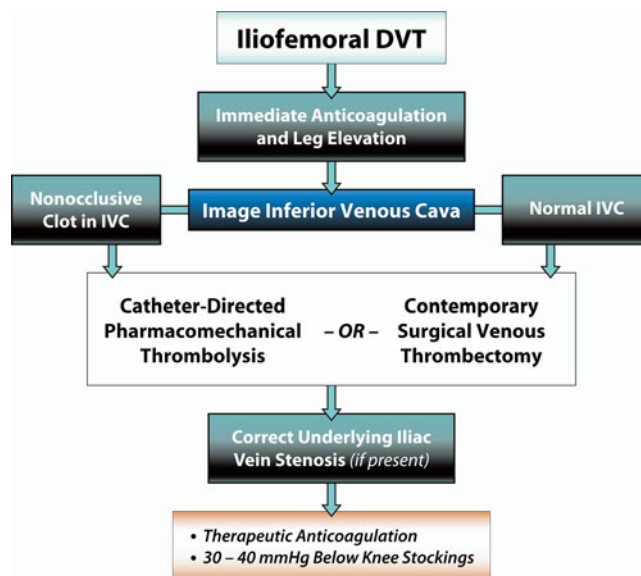 Iliofemoral DVT
Immediate Anticoagulation
and Leg Elevation
Nonocclusive
Clot in IVC
Image Inferior Venous Cava
Normal IVC
Catheter-Directed
Pharmacomechanical
Thrombolysis
– OR –
Contemporary
Surgical Venous
Thrombectomy
Correct Underlying Iliac
Vein Stenosis (if present)
• Therapeutic Anticoagulation
• 30 – 40 mmHg Below Knee Stockings